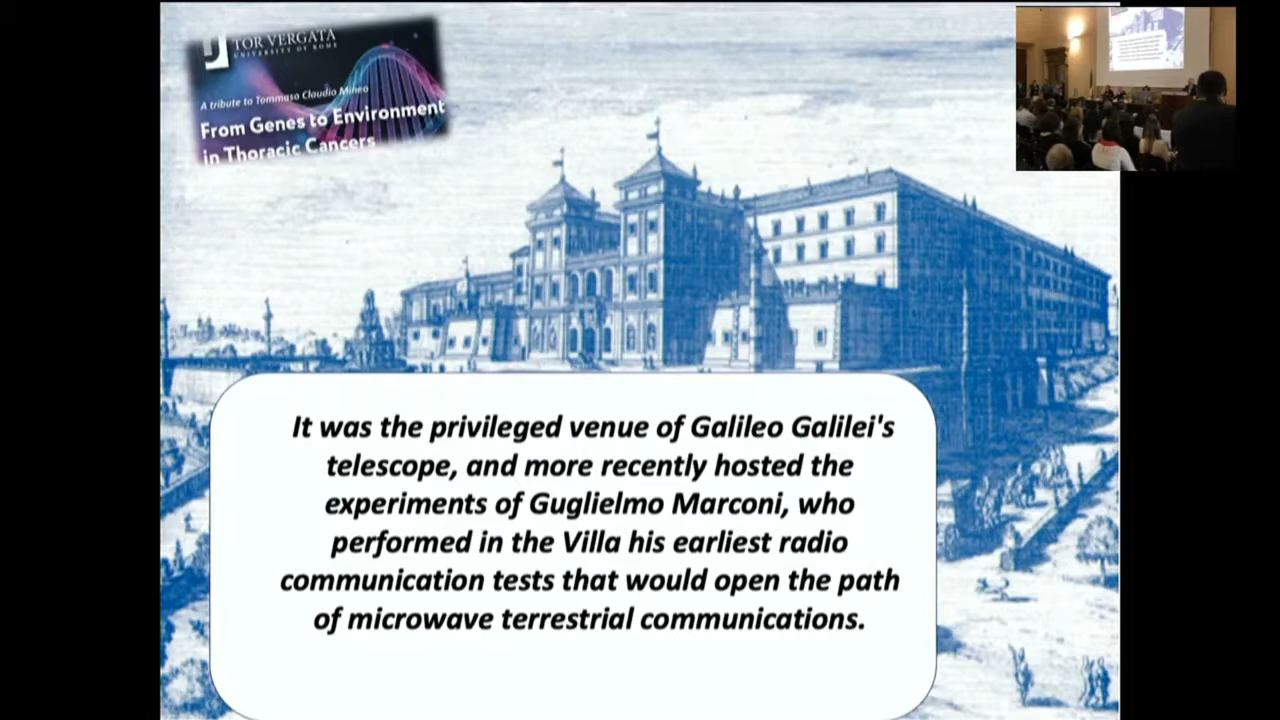 TOR VERGATA
UNIVERSITY OF ROME
A tribute to Tommaso Claudio Mineo
From Genes to Environment
in Thoracic Cancers
It was the privileged venue of Galileo Galilei's
telescope, and more recently hosted the
experiments of Guglielmo Marconi, who
performed in the Villa his earliest radio
communication tests that would open the path
of microwave terrestrial communications.